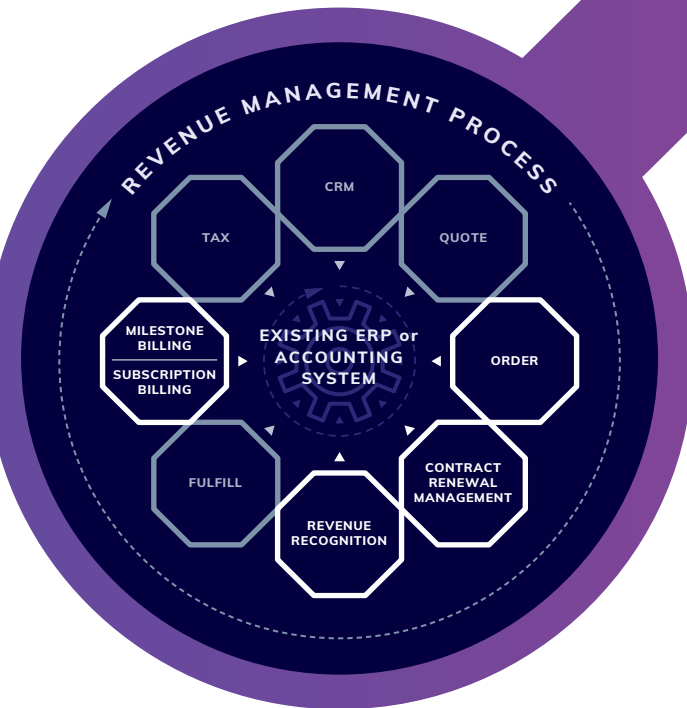 REVENUE MANAGEMENT PROCESS
CRM
TAX
QUOTE
MILESTONE
BILLING
SUBSCRIPTION
BILLING
EXISTING ERP or
ACCOUNTING
SYSTEM
ORDER
FULFILL
CONTRACT
RENEWAL
MANAGEMENT
REVENUE
RECOGNITION